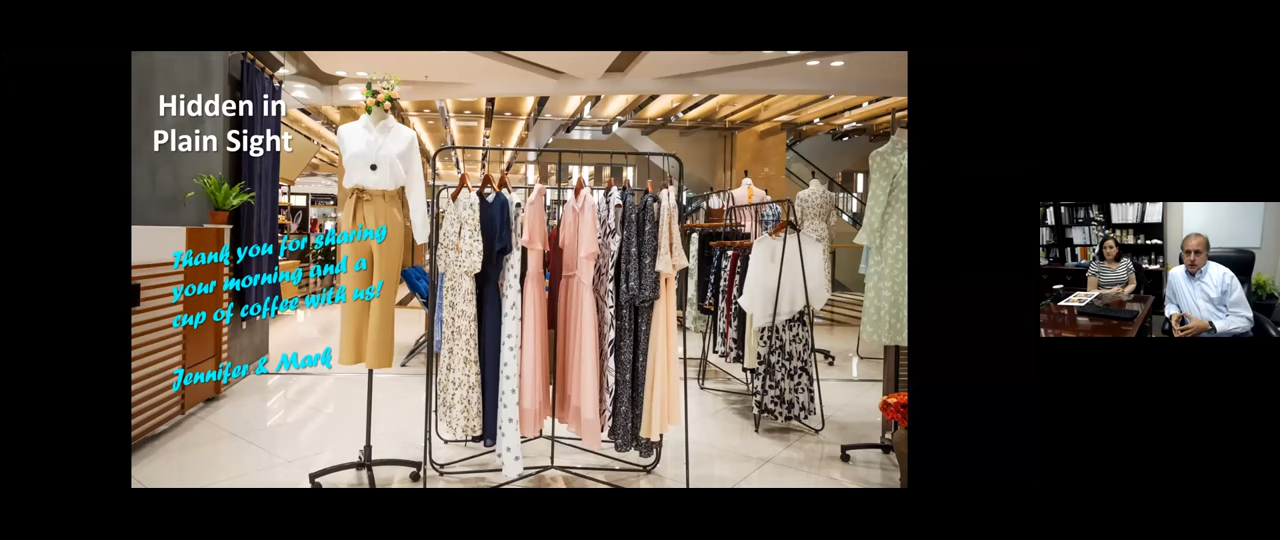 Hidden in
Plain Sight
Thank you for sharing
your morning and a
cup of coffee with us!
Jennifer & Mark